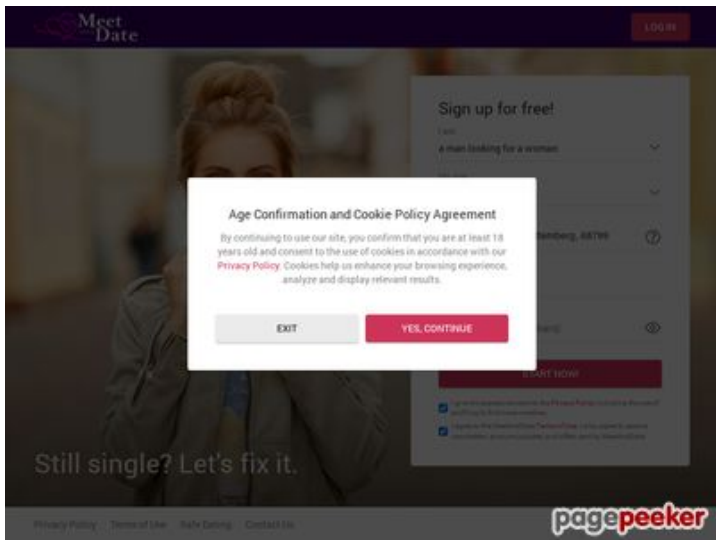 Meet
Date
LOG IN
Sign up for free!
I am
a man looking for a woman
Age Confirmation and Cookie Policy Agreement
By continuing to use our site, you confirm that you are at least 18
years old and consent to the use of cookies in accordance with our
Privacy Policy. Cookies help us enhance your browsing experience,
analyze and display relevant results.
EXIT
YES, CONTINUE
START NOW!
Still single? Let's fix it.
Privacy Policy
Terms of Use
Safe Dating
Contact Us
pagepeeker